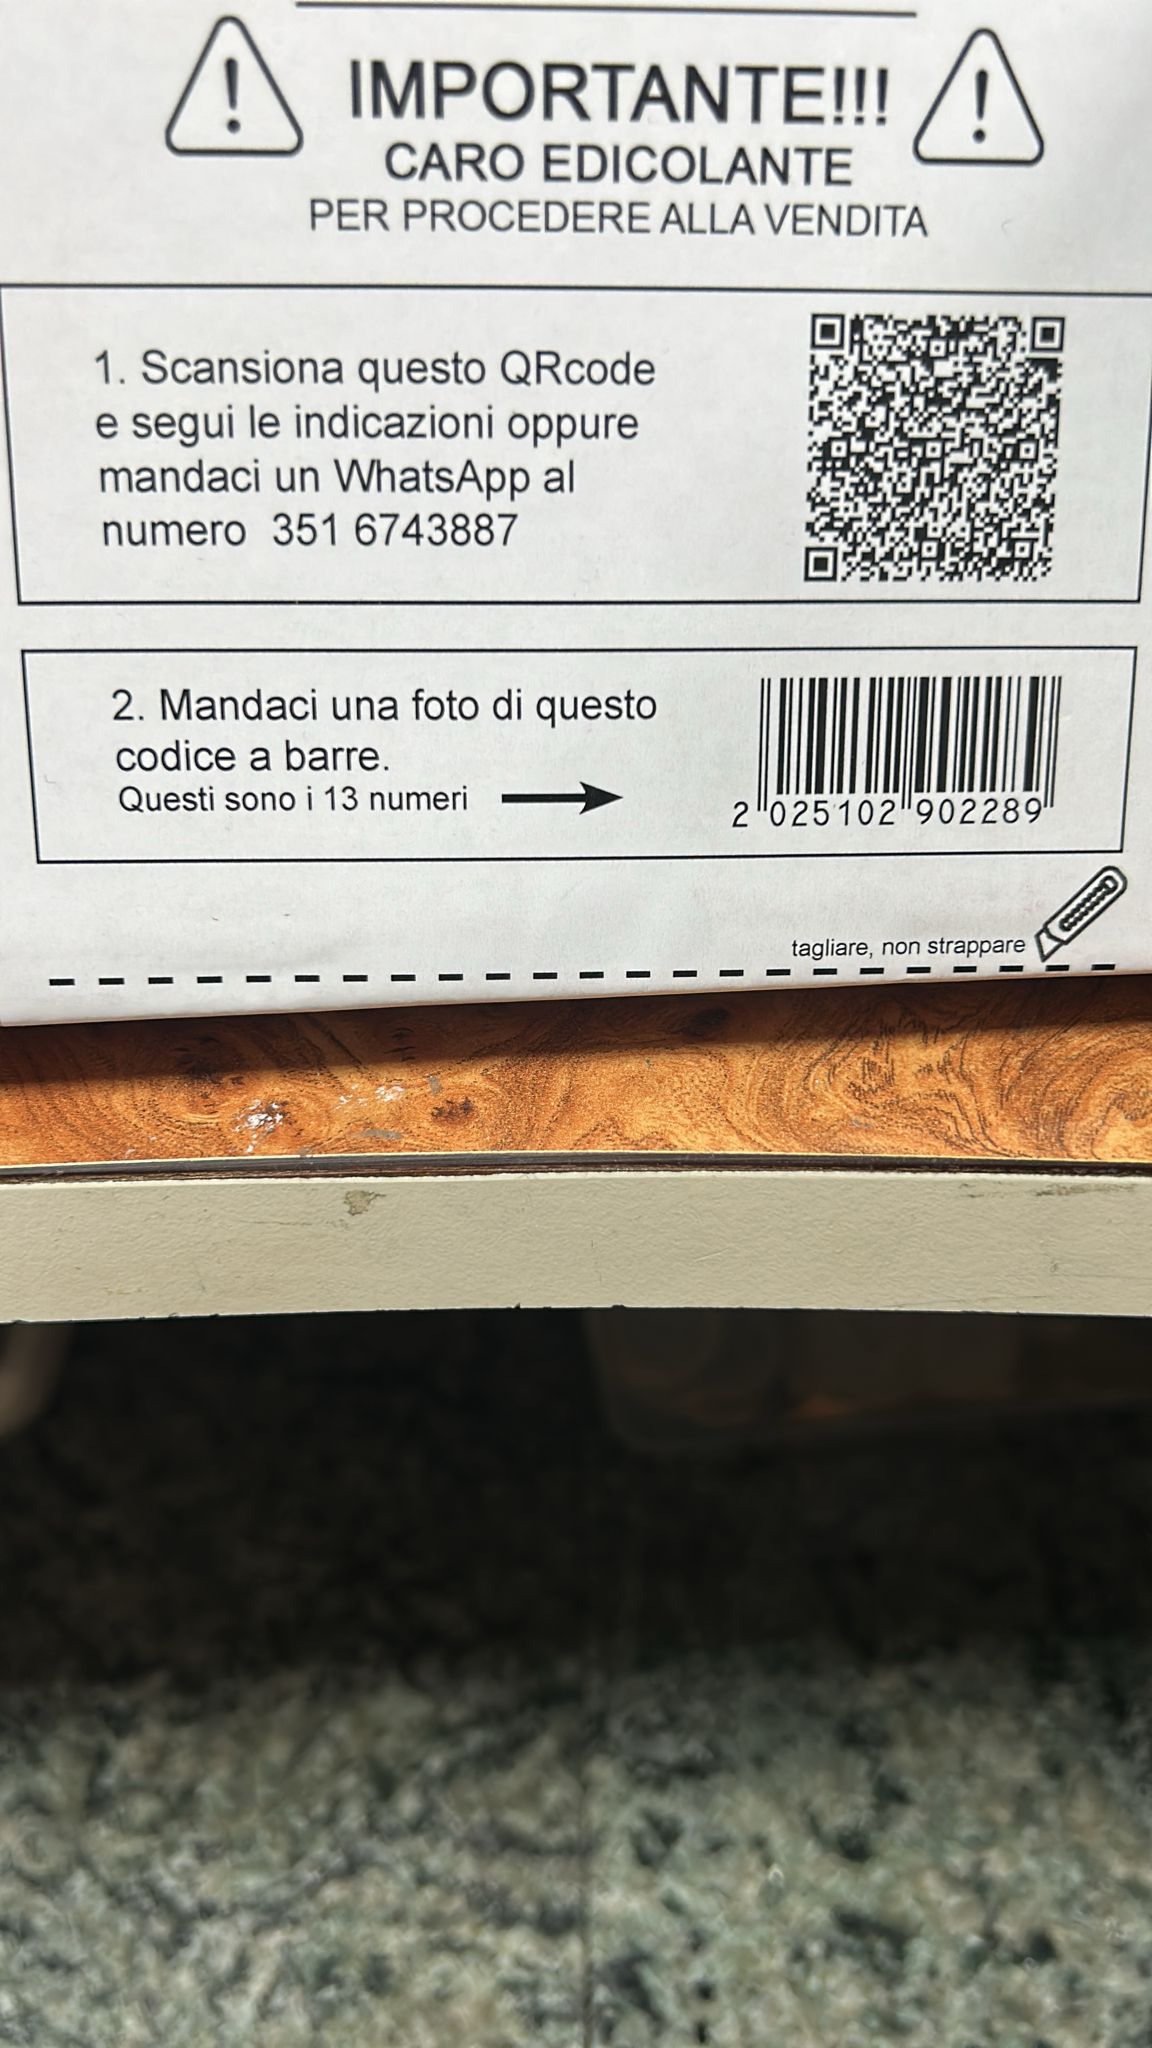 IMPORTANTE!!!
CARO EDICOLANTE
PER PROCEDERE ALLA VENDITA
1. Scansiona questo QRcode
e segui le indicazioni oppure
mandaci un WhatsApp al
numero 351 6743887
2. Mandaci una foto di questo
codice a barre.
Questi sono i 13 numeri
2 025102 902289
tagliare, non strappare